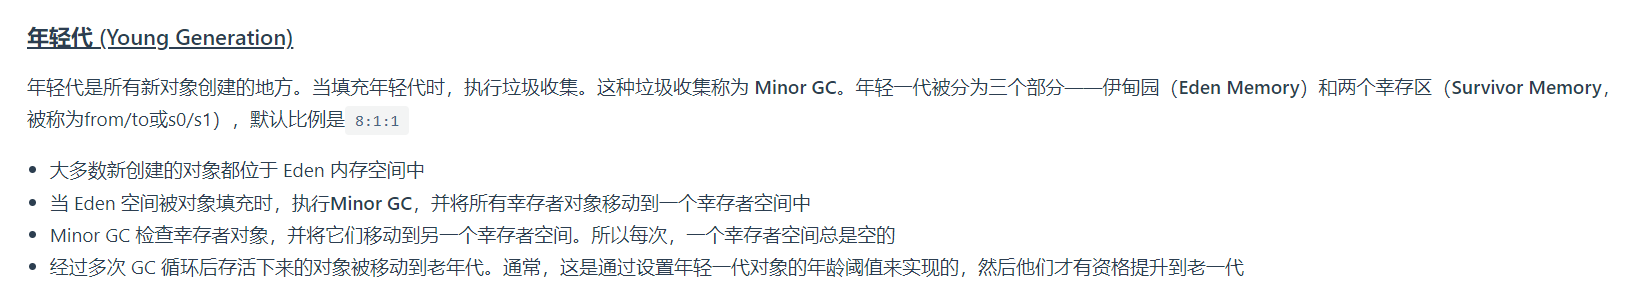 年轻代 (Young Generation)
年轻代是所有新对象创建的地方。当填充年轻代时，执行垃圾收集。这种垃圾收集称为 Minor GC。年轻一代被分为三个部分——伊甸园（Eden Memory）和两个幸存区（Survivor Memory，
被称为from/to或s0/s1），默认比例是 8:1:1
• 大多数新创建的对象都位于 Eden 内存空间中
• 当 Eden 空间被对象填充时，执行Minor GC，并将所有幸存者对象移动到一个幸存者空间中
• Minor GC 检查幸存者对象，并将它们移动到另一个幸存者空间。所以每次，一个幸存者空间总是空的
• 经过多次 GC 循环后存活下来的对象被移动到老年代。通常，这是通过设置年轻一代对象的年龄阈值来实现的，然后他们才有资格提升到老一代